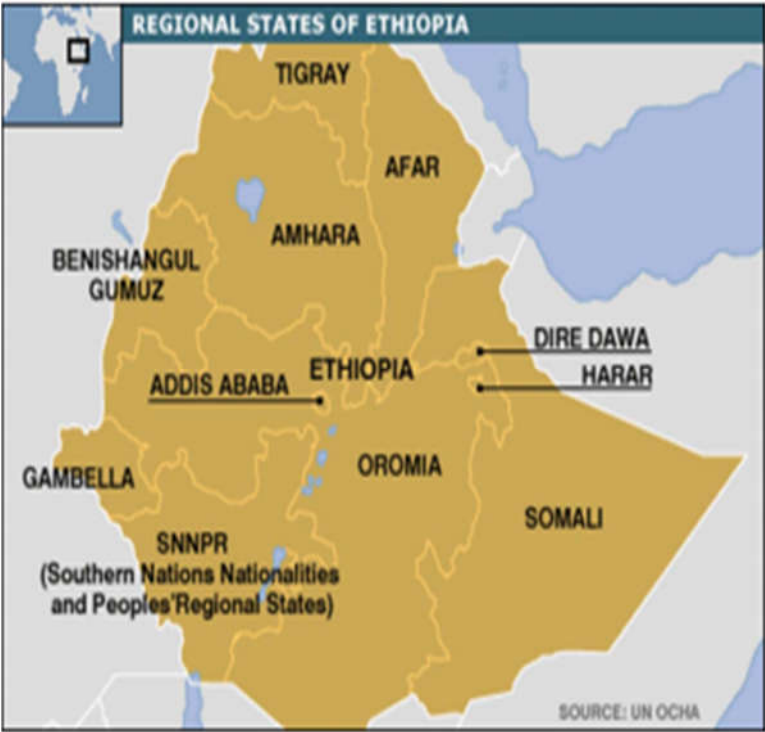 REGIONAL STATES OF ETHIOPIA
TIGRAY
AFAR
AMHARA
BENISHANGUL
GUMUZ
DIRE DAWA
ETHIOPIA
HARAR
ADDIS ABABA
OROMIA
GAMBELLA
SOMALI
SNNPR
(Southern Nations Nationalities
and Peoples'Regional States)
SOURCE: UN OCHA